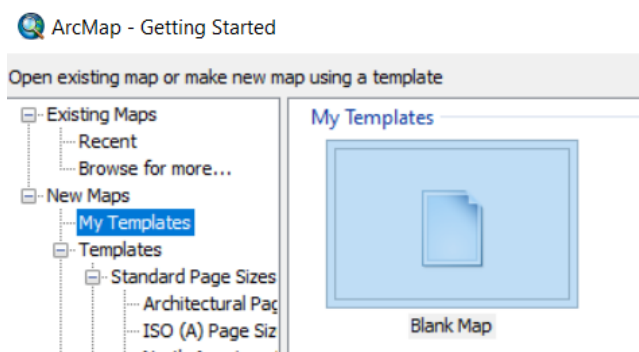 ArcMap - Getting Started
Open existing map or make new map using a template
Existing Maps
Recent
Browse for more...
New Maps
My Templates
Templates
Standard Page Sizes
Architectural Pag
ISO (A) Page Siz
My Templates
Blank Map